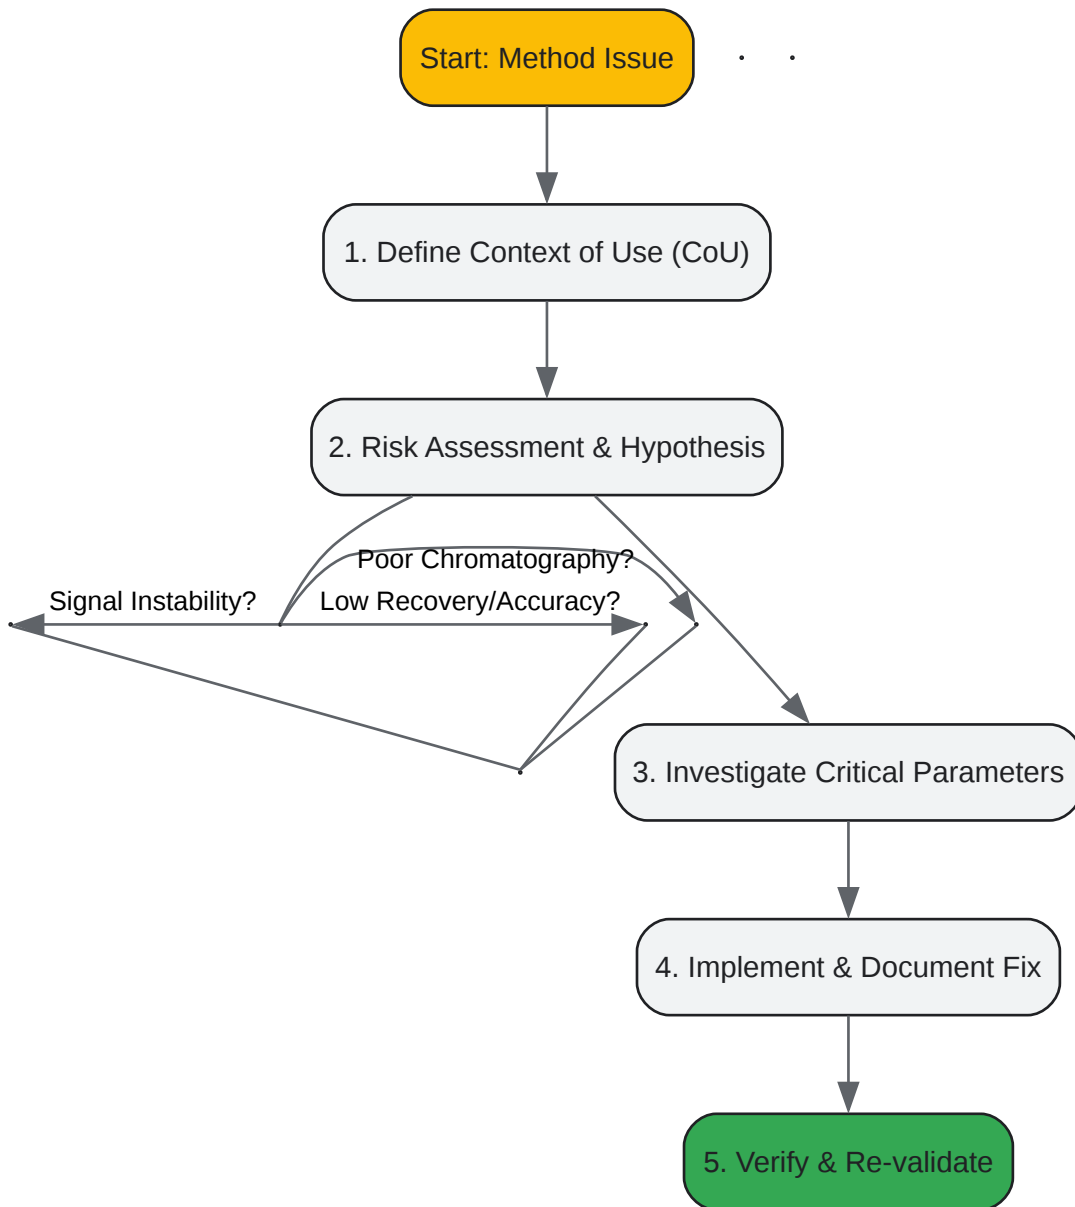 Start: Method Issue
1. Define Context of Use (CoU)
2. Risk Assessment & Hypothesis
Poor Chromatography?
Signal Instability?
Low Recovery/Accuracy?
3. Investigate Critical Parameters
4. Implement & Document Fix
5. Verify & Re-validate